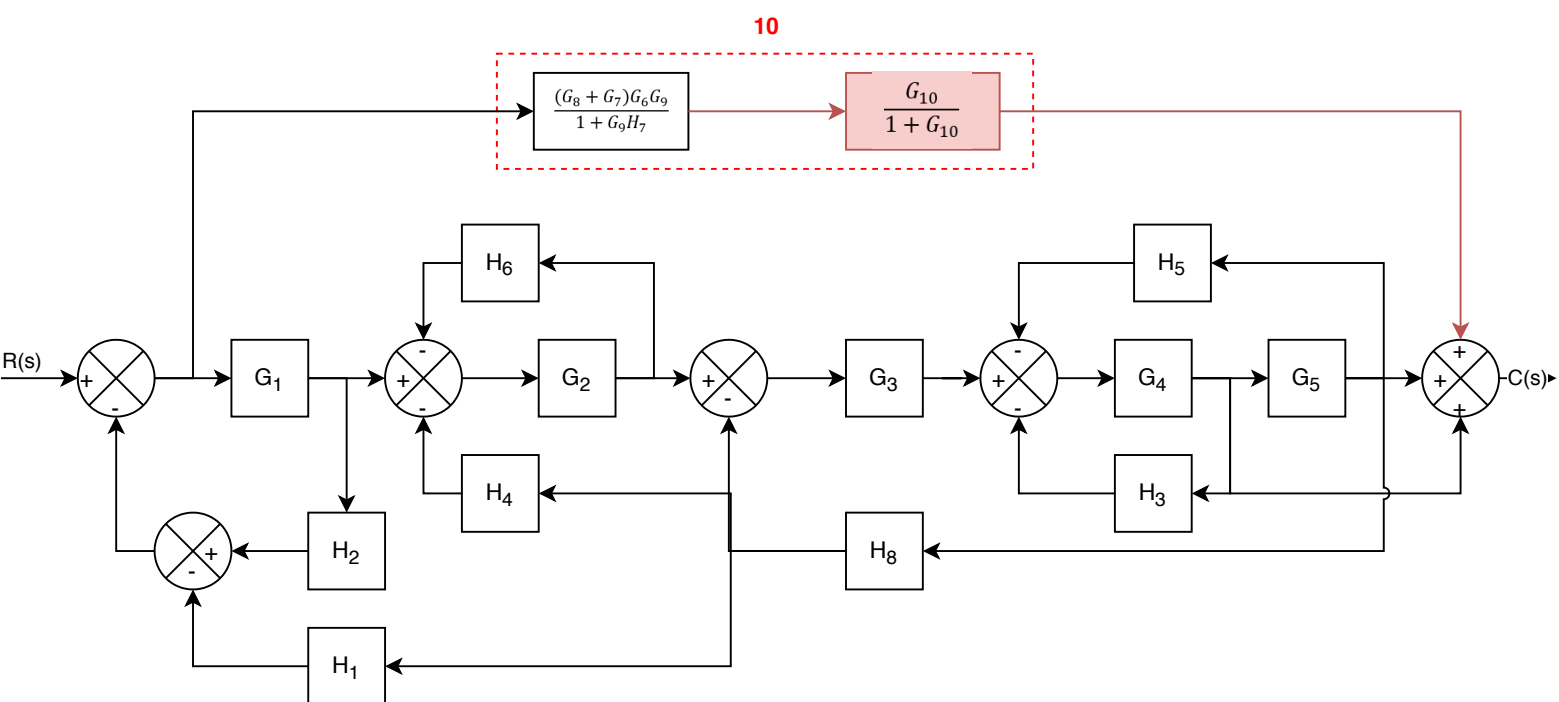 10
(G₈ + G₇)G₆G₉
1 + G₉H₇
G₁₀
1 + G₁₀
H₆
H₅
R(s)
+
-
G₁
+
-
-
G₂
+
-
G₃
+
-
-
G₄
G₅
+
+
+
C(s)
H₄
H₃
+
-
H₂
H₈
H₁